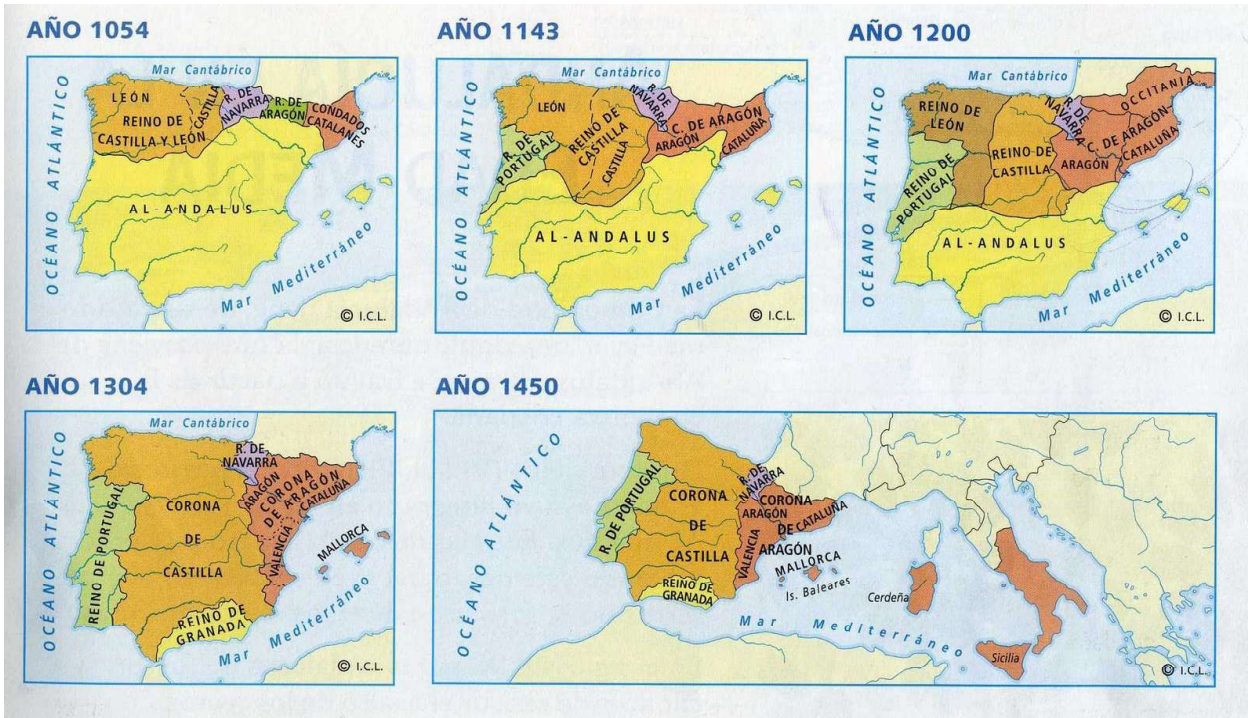 AÑO 1054
Mar Cantábrico
OCÉANO ATLÁNTICO
LEÓN
REINO DE
CASTILLA Y LEÓN
CASTILLA
R. DE
NAVARRA
R. DE
ARAGÓN
CONDADOS
CATALANES
AL-ANDALUS
Mar Mediterráneo
© I.C.L.
AÑO 1143
Mar Cantábrico
OCÉANO ATLÁNTICO
LEÓN
R. DE
PORTUGAL
REINO DE
CASTILLA
CASTILLA
R. DE
NAVARRA
C. DE ARAGÓN
ARAGÓN
CATALUÑA
AL-ANDALUS
Mar Mediterráneo
© I.C.L.
AÑO 1200
Mar Cantábrico
OCÉANO ATLÁNTICO
REINO DE
LEÓN
REINO DE
PORTUGAL
REINO DE
CASTILLA
R. DE
NAVARRA
OCCITANIA
C. DE ARAGÓN
ARAGÓN
CATALUÑA
AL-ANDALUS
Mar Mediterráneo
© I.C.L.
AÑO 1304
Mar Cantábrico
OCÉANO ATLÁNTICO
REINO DE PORTUGAL
CORONA
DE
CASTILLA
R. DE
NAVARRA
ARAGÓN
CORONA
DE ARAGÓN
CATALUÑA
VALENCIA
MALLORCA
REINO DE
GRANADA
Mar Mediterráneo
© I.C.L.
AÑO 1450
OCÉANO ATLÁNTICO
R. DE PORTUGAL
CORONA
DE
CASTILLA
R. DE
NAVARRA
CORONA
ARAGÓN
DE CATALUÑA
VALENCIA
ARAGÓN
MALLORCA
Is. Baleares
REINO DE
GRANADA
Cerdeña
Sicilia
Mar Mediterráneo
© I.C.L.